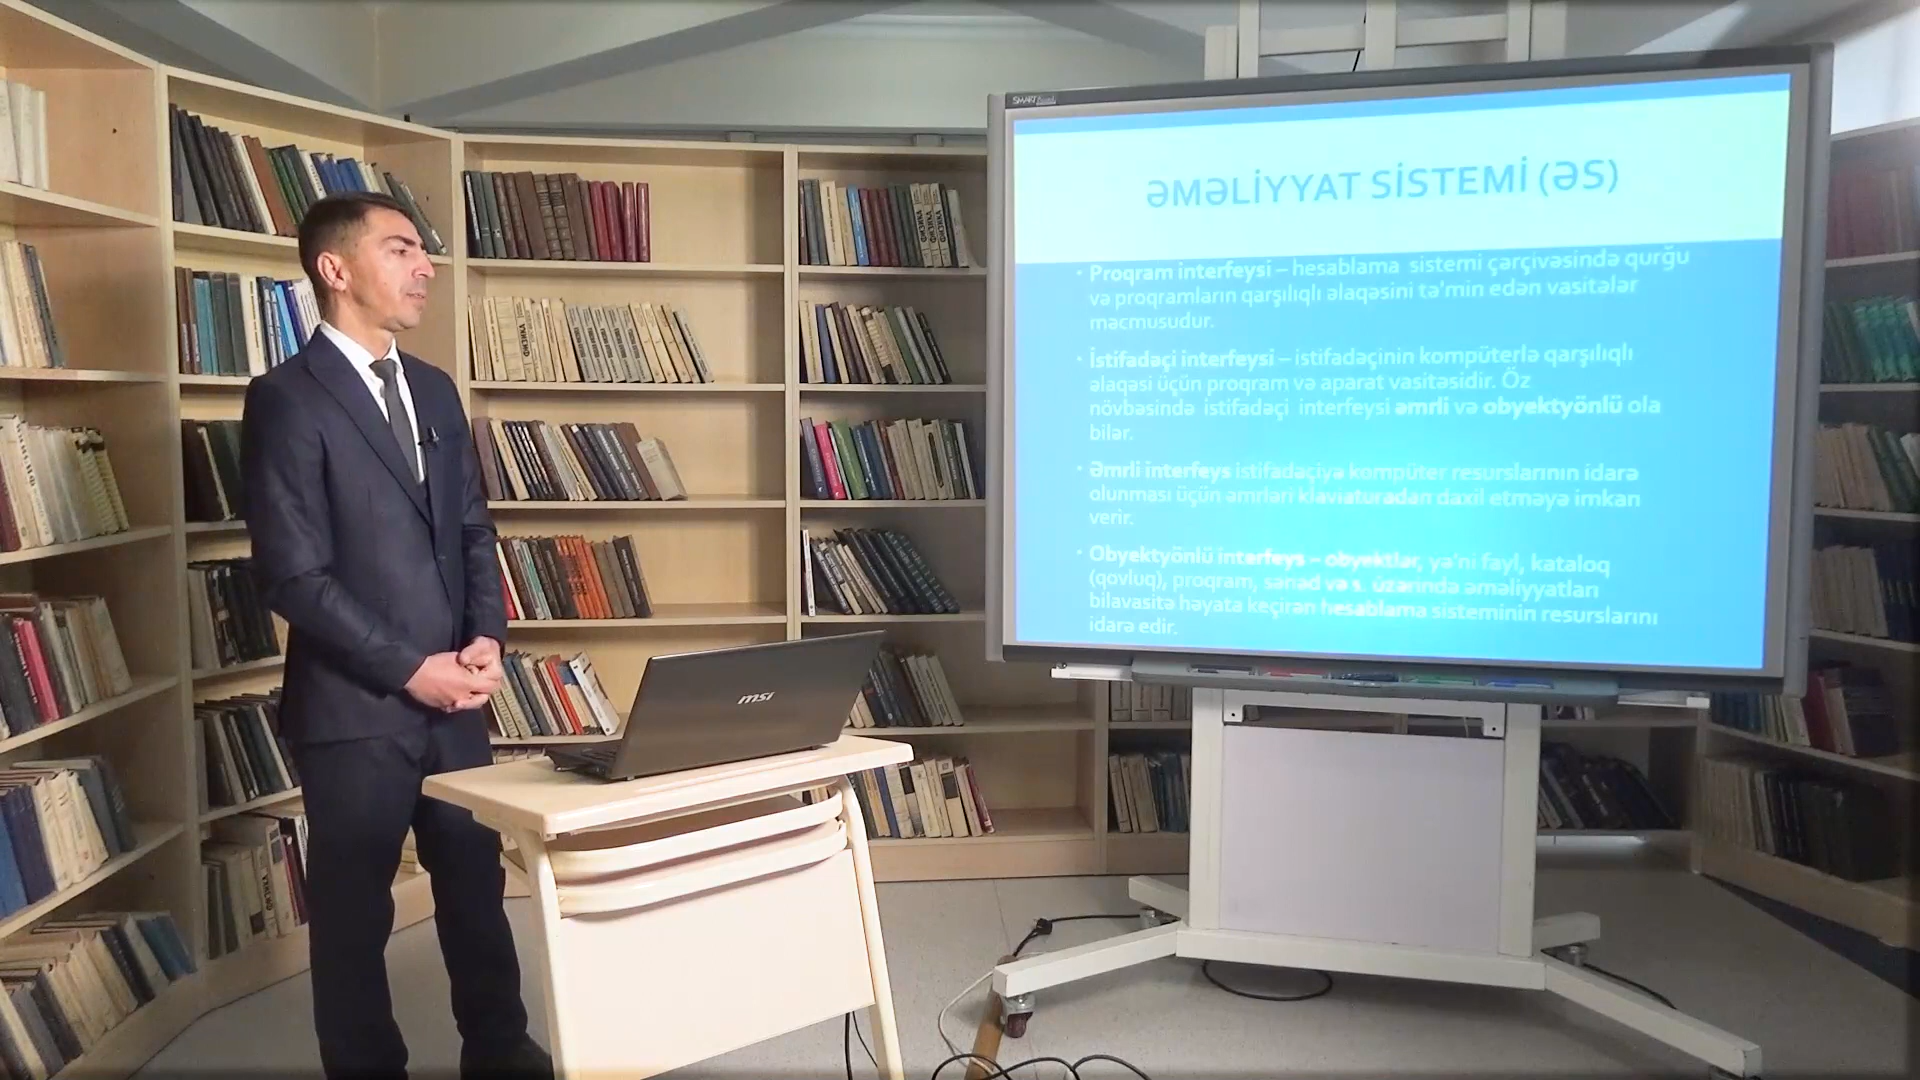 SMART Board
ƏMƏLİYYAT SİSTEMİ (ƏS)
• Proqram interfeysi – hesablama sistemi çərçivəsində qurğu
və proqramların qarşılıqlı əlaqəsini tə'min edən vasitələr
məcmusudur.
• İstifadəçi interfeysi – istifadəçinin kompüterlə qarşılıqlı
əlaqəsi üçün proqram və aparat vasitəsidir. Öz
növbəsində istifadəçi interfeysi əmrli və obyektyönlü ola
bilər.
• Əmrli interfeys istifadəçiyə kompüter resurslarının idarə
olunması üçün əmrləri klaviaturadan daxil etməyə imkan
verir.
• Obyektyönlü interfeys – obyektlər, yə'ni fayl, kataloq
(qovluq), proqram, sənəd və s. üzərində əməliyyatları
bilavasitə həyata keçirən hesablama sisteminin resurslarını
idarə edir.
msi